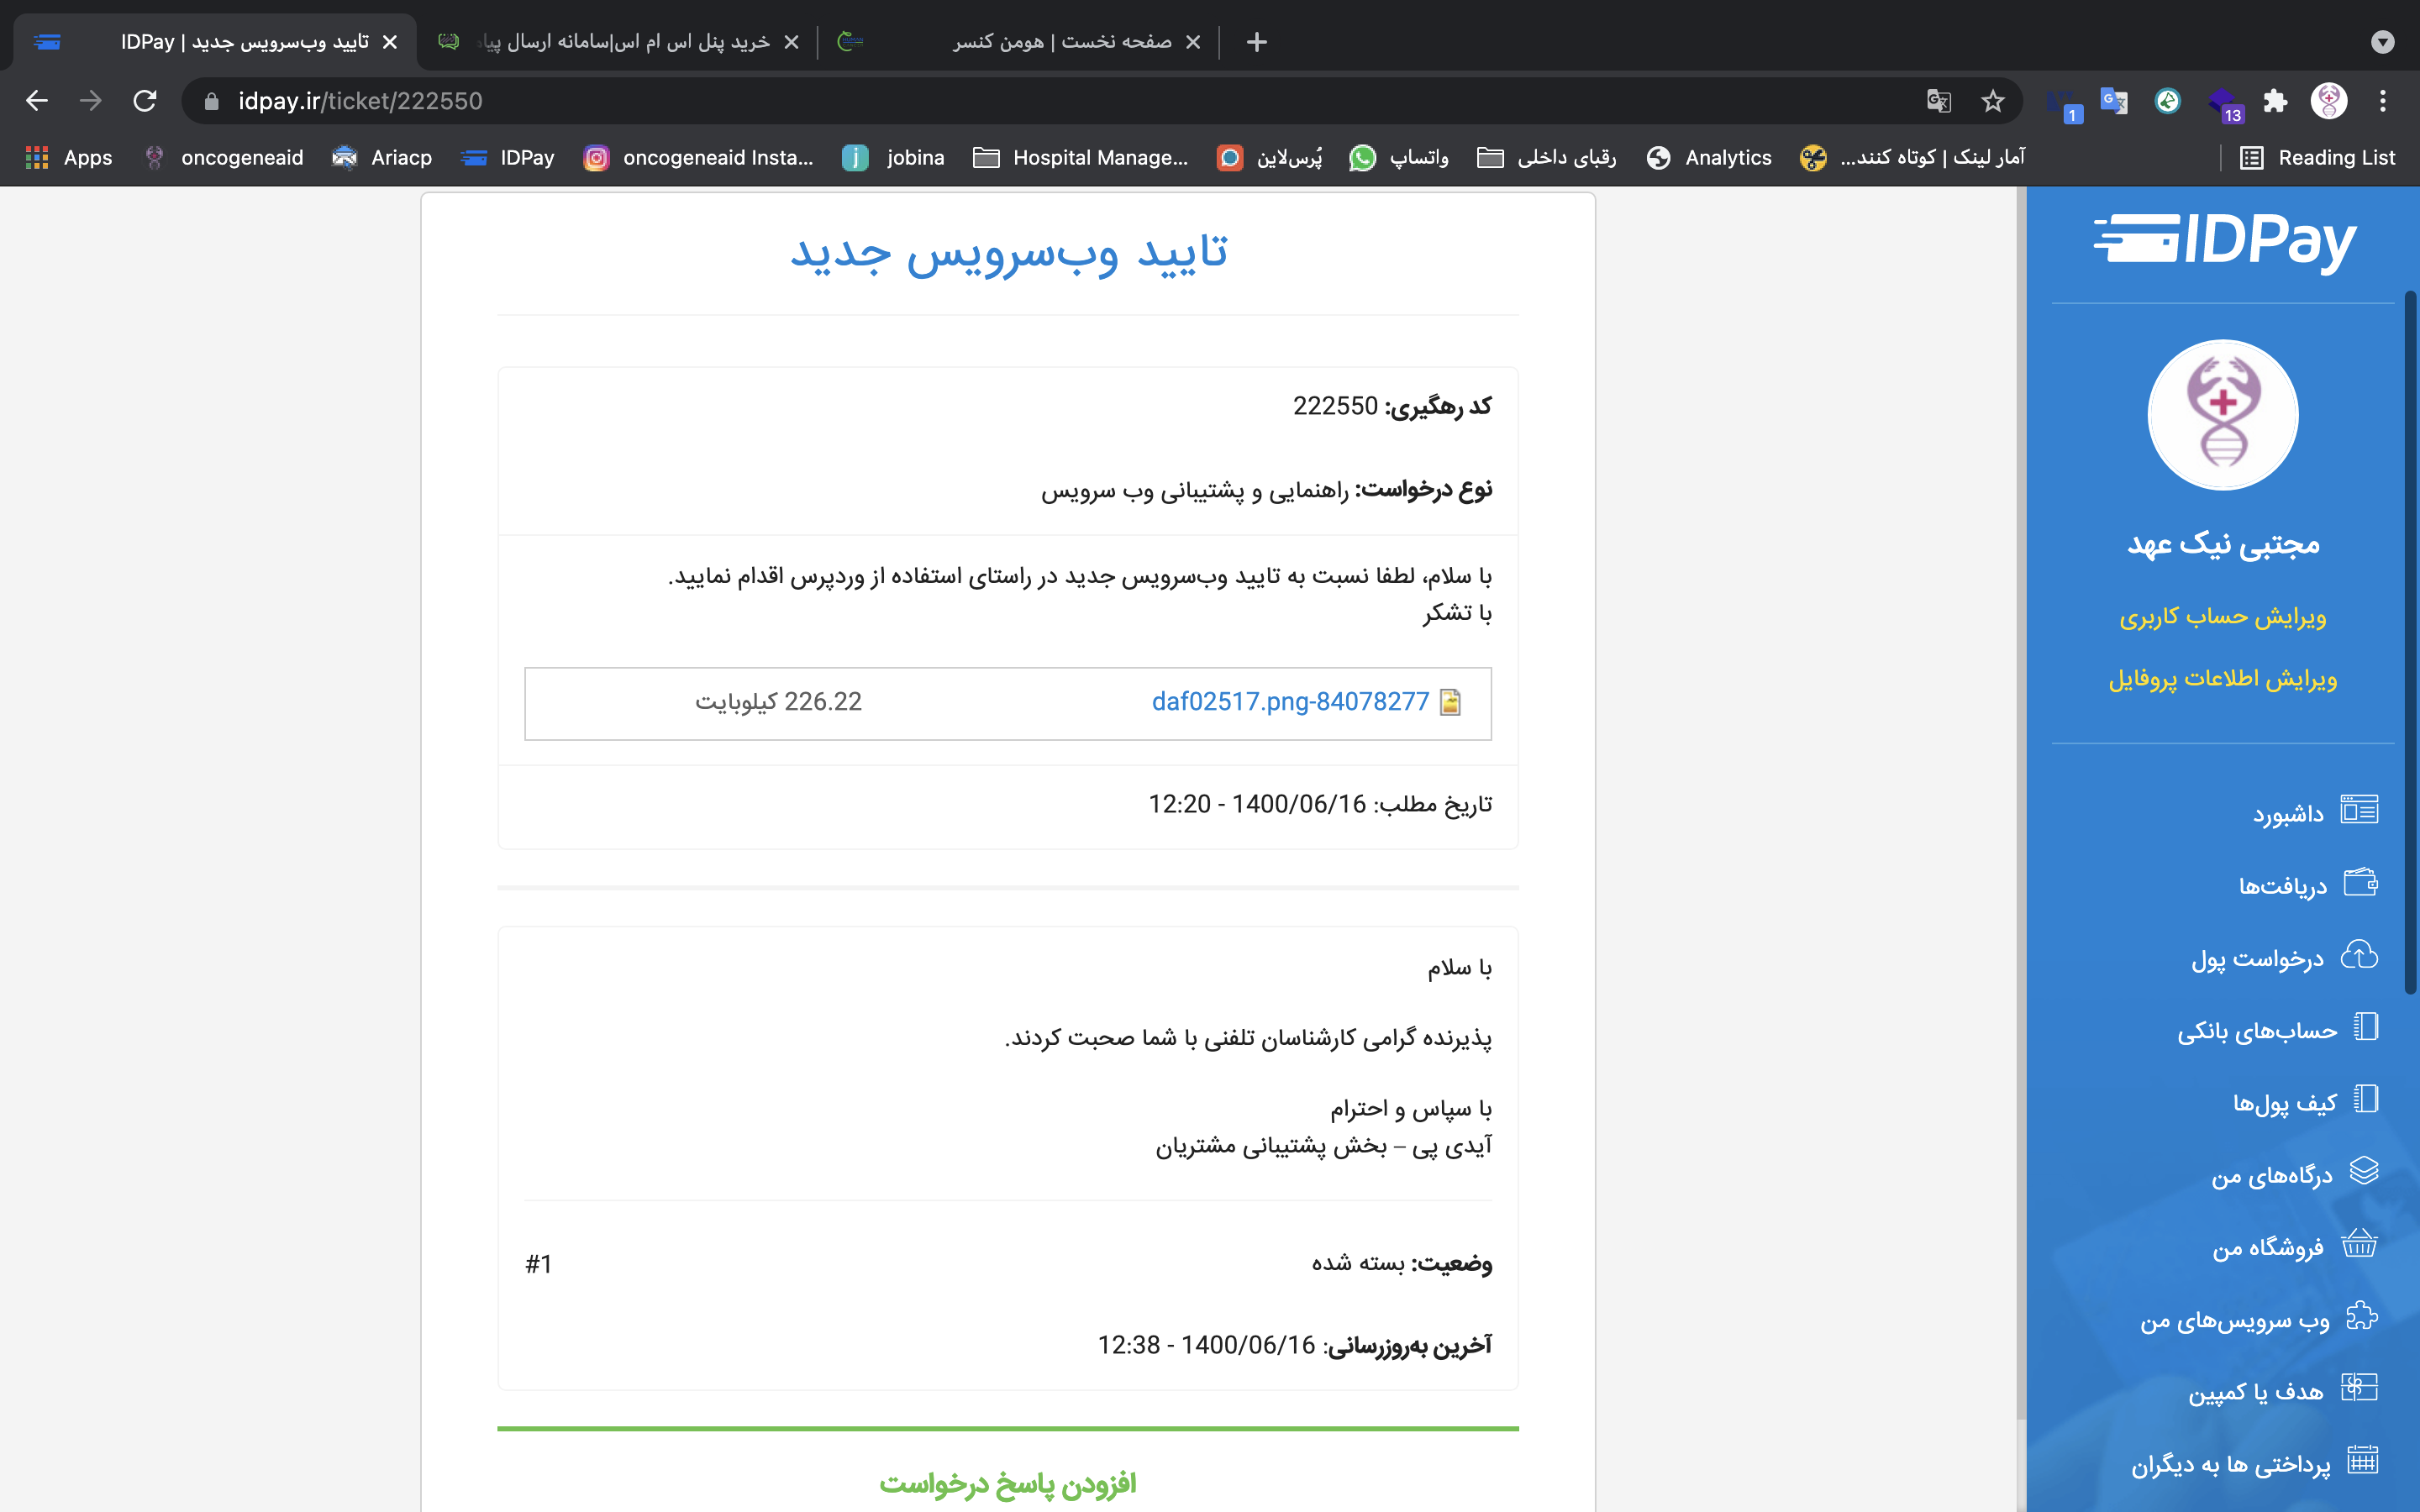 تایید وب‌سرویس جدید | IDPay
خرید پنل اس ام اس|سامانه ارسال
صفحه نخست | هومن کنسر
idpay.ir/ticket/222550
1
13
Apps
oncogeneaid
Ariacp
IDPay
oncogeneaid Insta...
jobina
Hospital Manage...
پُرس‌لاین
واتساپ
رقبای داخلی
Analytics
آمار لینک | کوتاه کنند...
Reading List
تایید وب‌سرویس جدید
کد رهگیری: 222550
نوع درخواست: راهنمایی و پشتیبانی وب سرویس
با سلام، لطفا نسبت به تایید وب‌سرویس جدید در راستای استفاده از وردپرس اقدام نمایید.
با تشکر
daf02517.png-84078277
226.22 کیلوبایت
تاریخ مطلب: 1400/06/16 - 12:20
با سلام
پذیرنده گرامی کارشناسان تلفنی با شما صحبت کردند.
با سپاس و احترام
آیدی پی – بخش پشتیبانی مشتریان
وضعیت: بسته شده
#1
آخرین به‌روزرسانی: 1400/06/16 - 12:38
افزودن پاسخ درخواست
IDPay
مجتبی نیک عهد
ویرایش حساب کاربری
ویرایش اطلاعات پروفایل
داشبورد
دریافت‌ها
درخواست پول
حساب‌های بانکی
کیف پول‌ها
درگاه‌های من
فروشگاه من
وب سرویس‌های من
هدف یا کمپین
پرداختی ها به دیگران